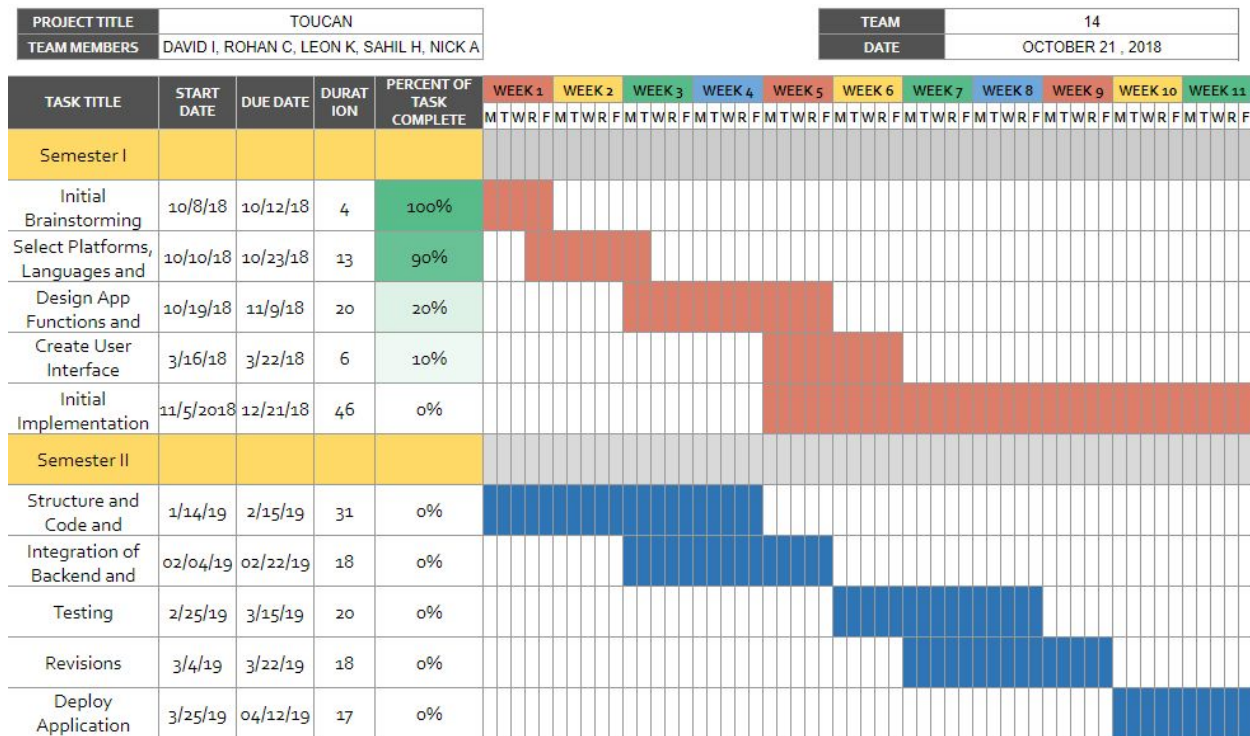 PROJECT TITLE TOUCAN TEAM 14
TEAM MEMBERS DAVID I, ROHAN C, LEON K, SAHIL H, NICK A DATE OCTOBER 21 , 2018
TASK TITLE START DATE DUE DATE DURAT ION PERCENT OF TASK COMPLETE WEEK 1 WEEK 2 WEEK 3 WEEK 4 WEEK 5 WEEK 6 WEEK 7 WEEK 8 WEEK 9 WEEK 10 WEEK 11
M T W R F M T W R F M T W R F M T W R F M T W R F M T W R F M T W R F M T W R F M T W R F M T W R F M T W R F
Semester I
Initial Brainstorming 10/8/18 10/12/18 4 100%
Select Platforms, Languages and 10/10/18 10/23/18 13 90%
Design App Functions and 10/19/18 11/9/18 20 20%
Create User Interface 3/16/18 3/22/18 6 10%
Initial Implementation 11/5/2018 12/21/18 46 0%
Semester II
Structure and Code and 1/14/19 2/15/19 31 0%
Integration of Backend and 02/04/19 02/22/19 18 0%
Testing 2/25/19 3/15/19 20 0%
Revisions 3/4/19 3/22/19 18 0%
Deploy Application 3/25/19 04/12/19 17 0%